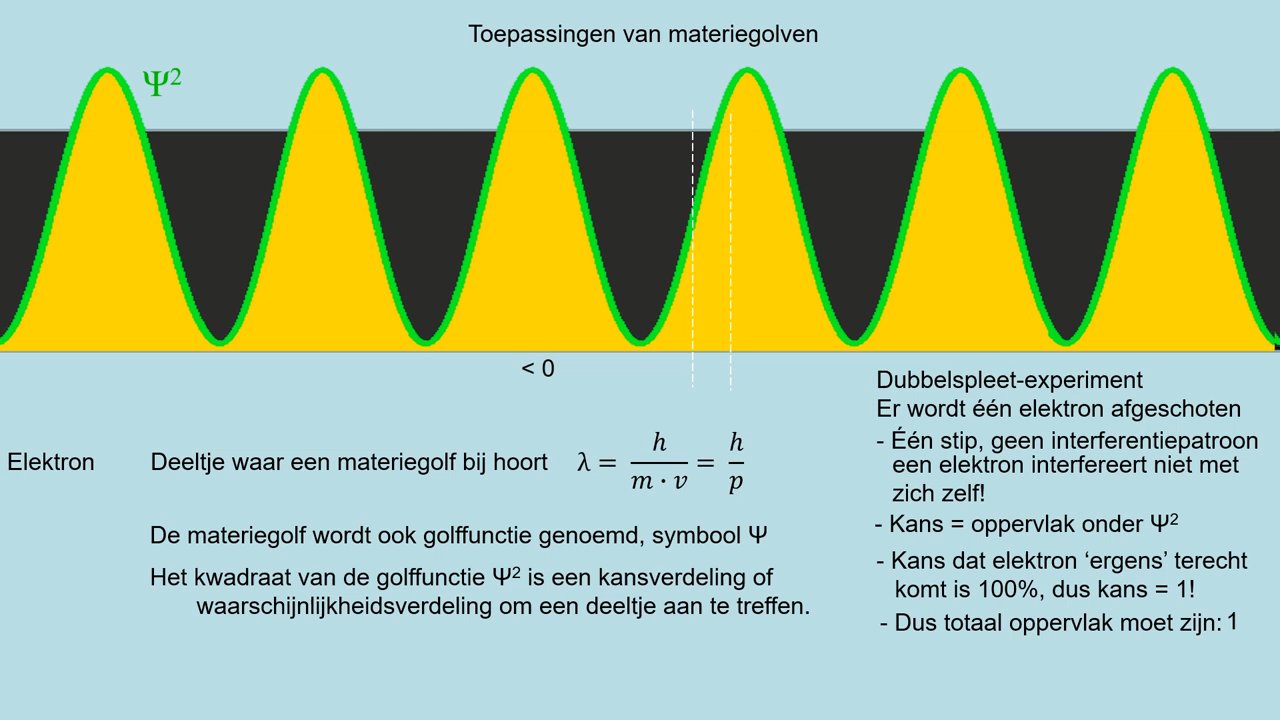 Toepassingen van materiegolven
Ψ²
< 0
Elektron
Deeltje waar een materiegolf bij hoort
λ = h / (m · v) = h / p
De materiegolf wordt ook golffunctie genoemd, symbool Ψ
Het kwadraat van de golffunctie Ψ² is een kansverdeling of
waarschijnlijkheidsverdeling om een deeltje aan te treffen.
Dubbelspleet-experiment
Er wordt één elektron afgeschoten
- Één stip, geen interferentiepatroon
een elektron interfereert niet met
zich zelf!
- Kans = oppervlak onder Ψ²
- Kans dat elektron ‘ergens’ terecht
komt is 100%, dus kans = 1!
- Dus totaal oppervlak moet zijn: 1